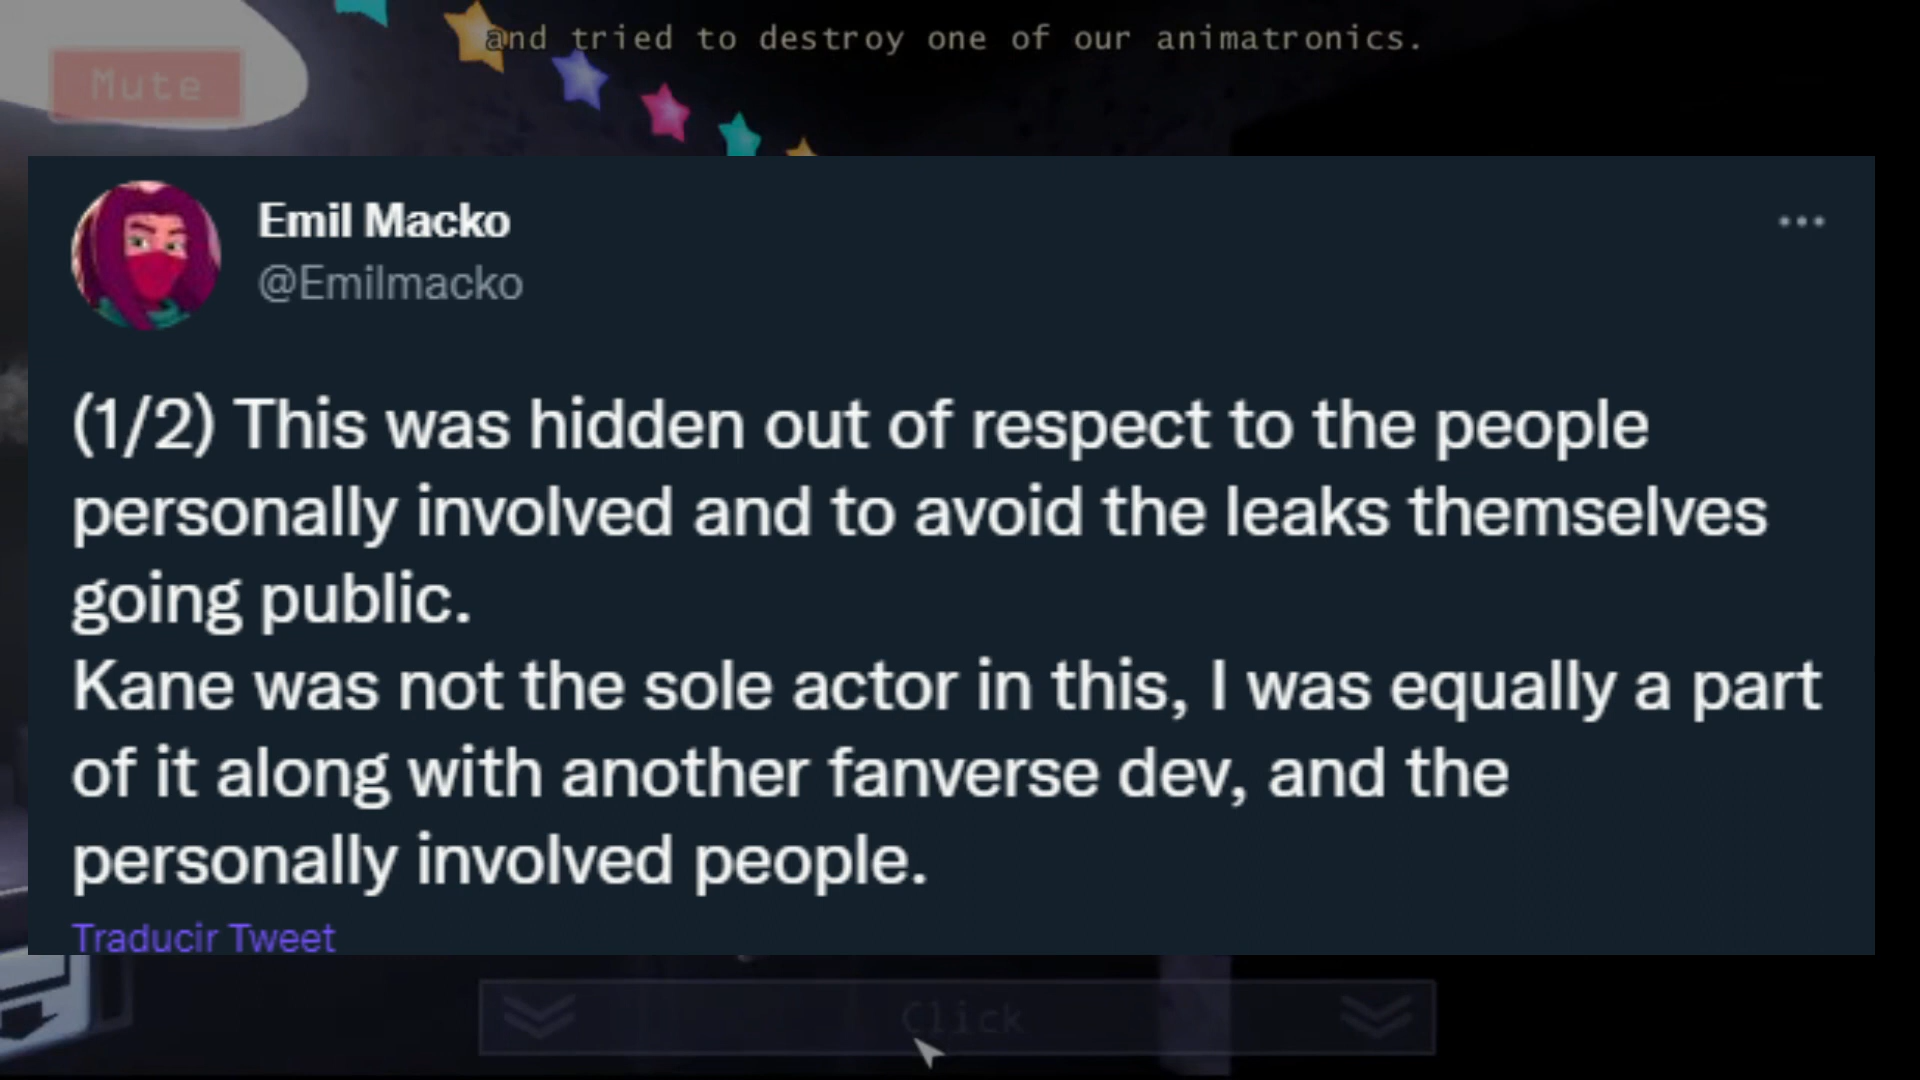 and tried to destroy one of our animatronics.
Mute
Emil Macko
@Emilmacko
(1/2) This was hidden out of respect to the people
personally involved and to avoid the leaks themselves
going public.
Kane was not the sole actor in this, I was equally a part
of it along with another fanverse dev, and the
personally involved people.
Traducir Tweet
Click